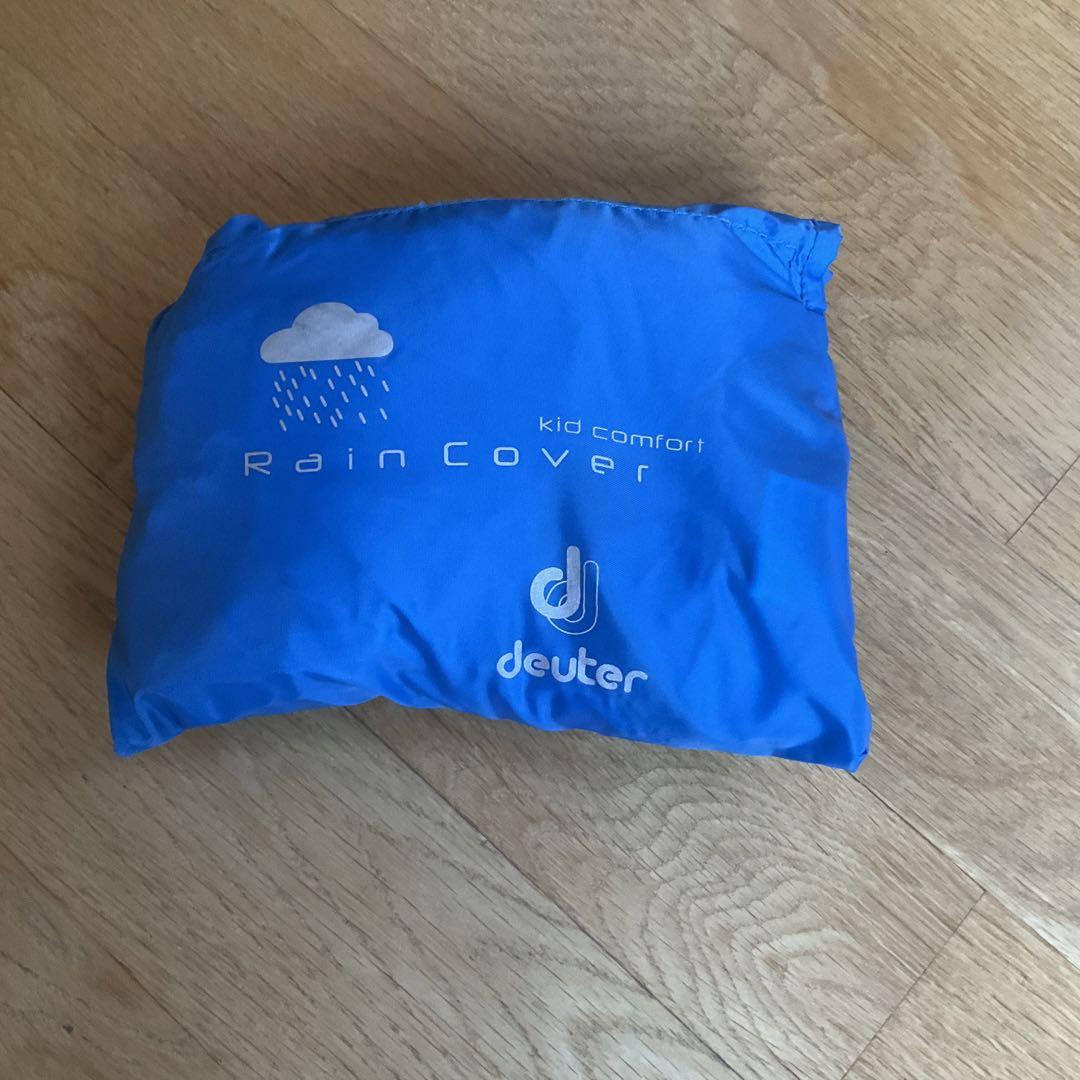 kid comfort
Rain Cover
d
deuter